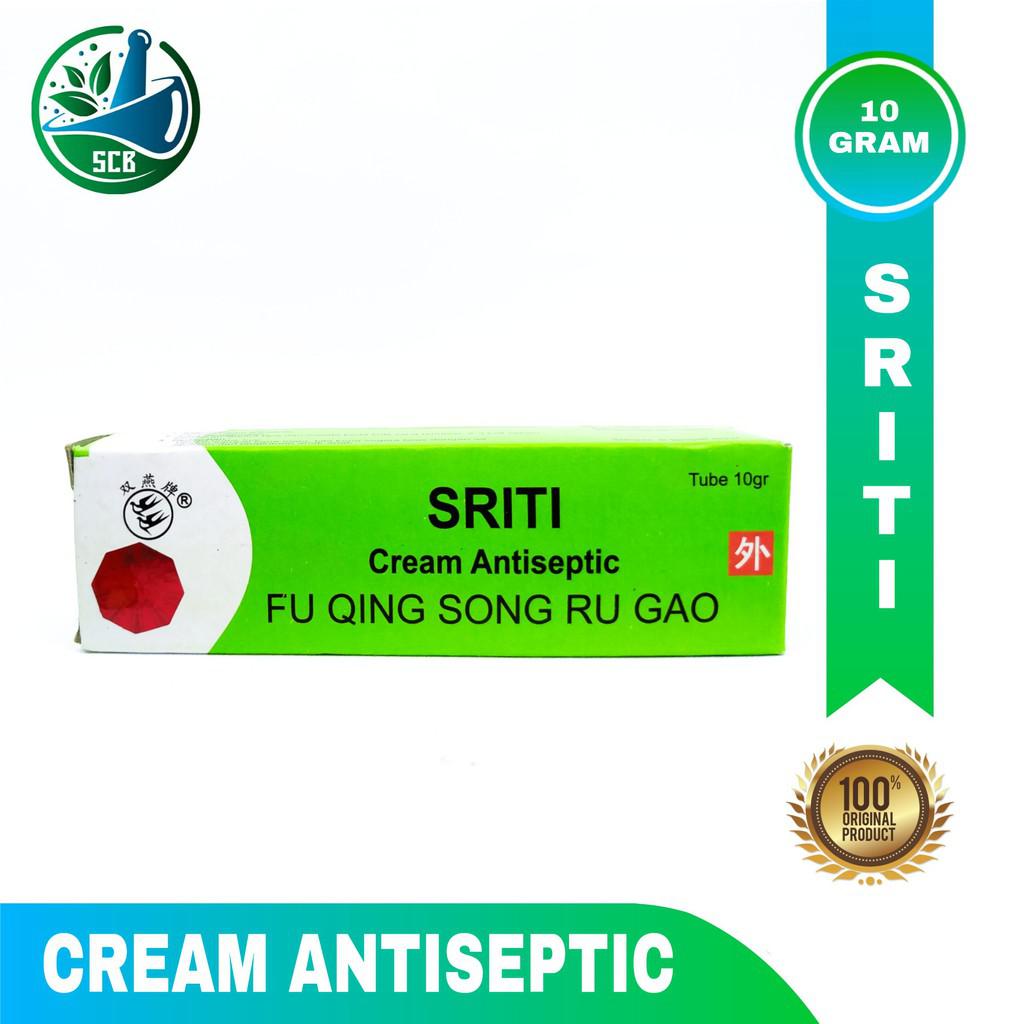 SCB
10
GRAM
SRITI
双燕牌®
SRITI
Cream Antiseptic
FU QING SONG RU GAO
Tube 10gr
外
100%
ORIGINAL
PRODUCT
CREAM ANTISEPTIC